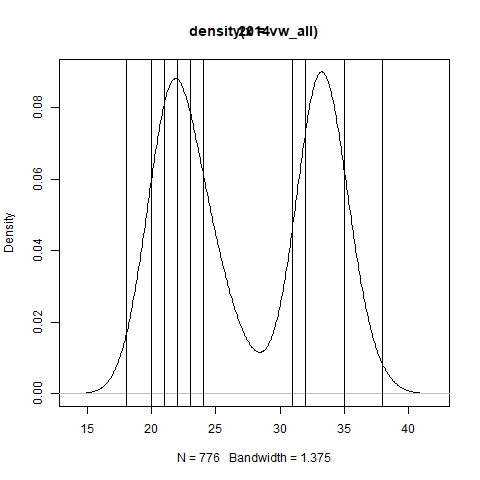 density(x = vw_all)
2014
Density
0.00 0.02 0.04 0.06 0.08
15 20 25 30 35 40
N = 776 Bandwidth = 1.375